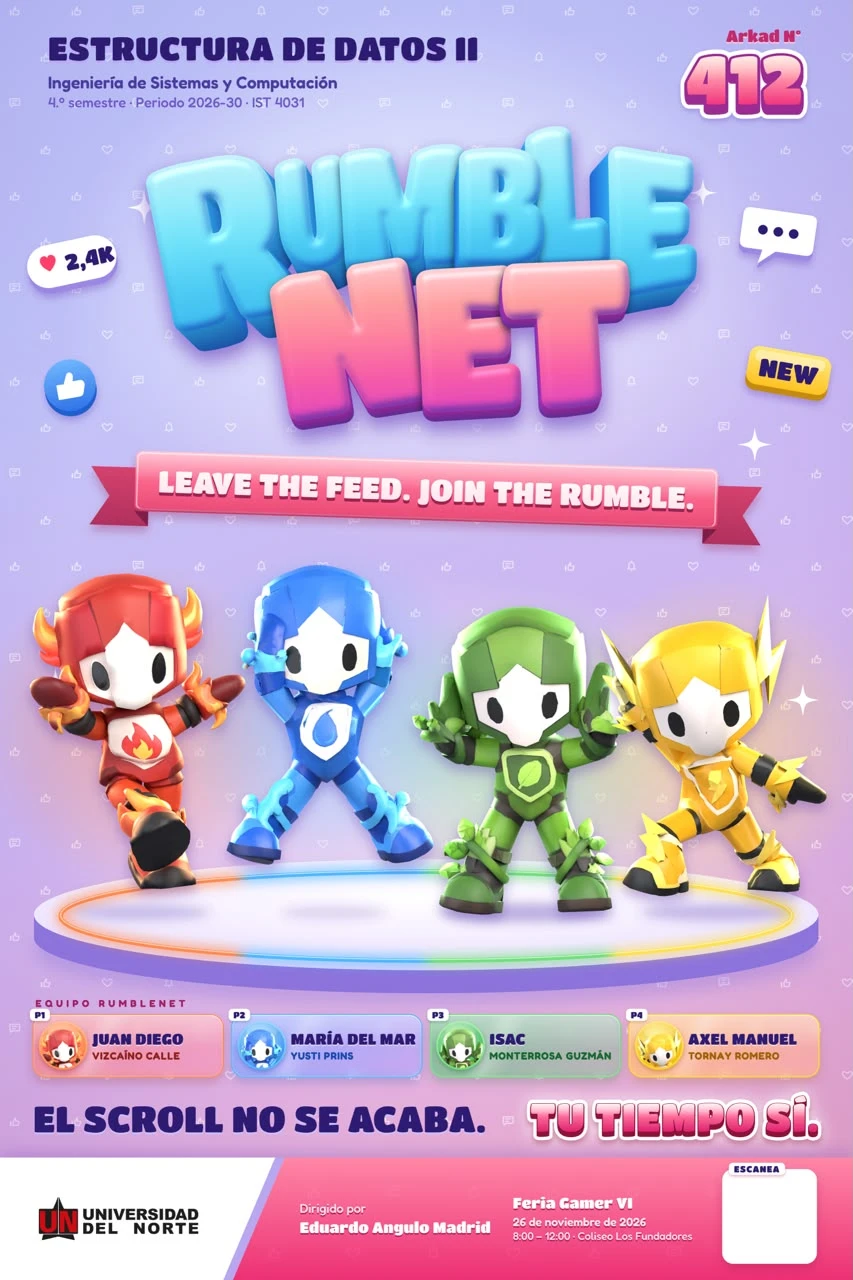 ESTRUCTURA DE DATOS II
Ingeniería de Sistemas y Computación
4.º semestre · Periodo 2026-30 · IST 4031
Arkad N°
412
RUMBLE
NET
2,4K
NEW
LEAVE THE FEED. JOIN THE RUMBLE.
EQUIPO RUMBLENET
P1
JUAN DIEGO
VIZCAÍNO CALLE
P2
MARÍA DEL MAR
YUSTI PRINS
P3
ISAC
MONTERROSA GUZMÁN
P4
AXEL MANUEL
TORNAY ROMERO
EL SCROLL NO SE ACABA.
TU TIEMPO SÍ.
UN UNIVERSIDAD
DEL NORTE
Dirigido por
Eduardo Angulo Madrid
Feria Gamer VI
26 de noviembre de 2026
8:00 – 12:00 · Coliseo Los Fundadores
ESCANEA